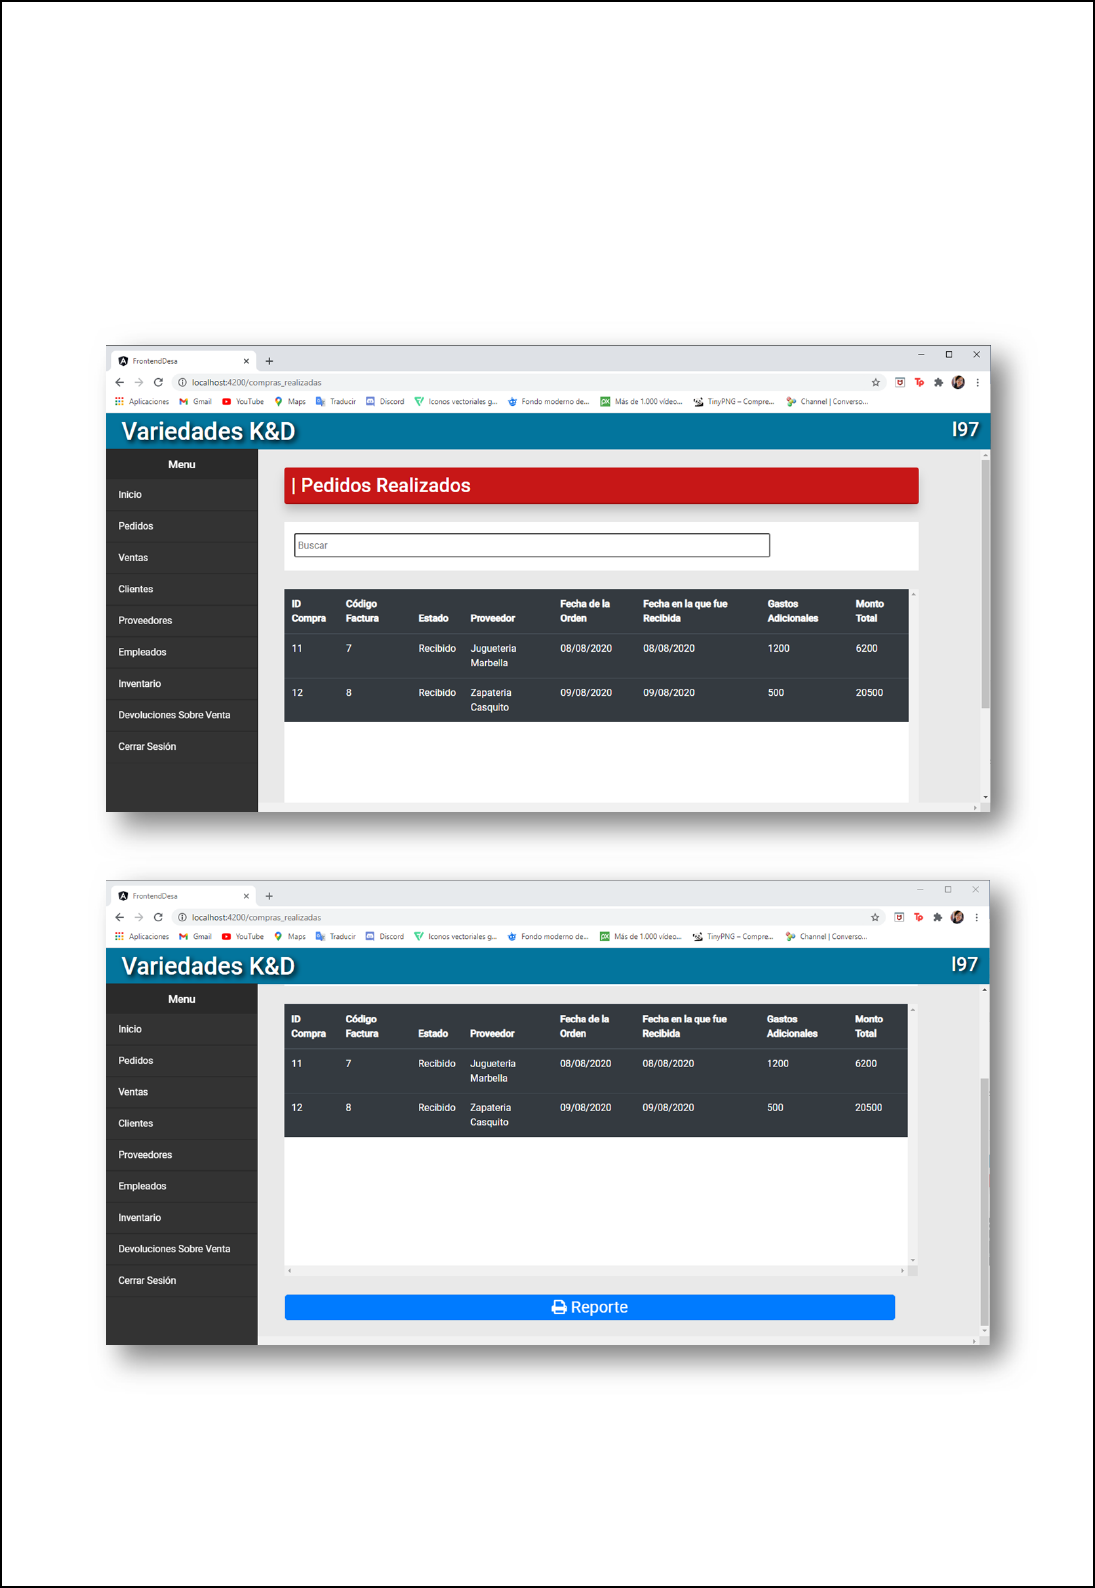 FrontendDesa
localhost:4200/compras_realizadas
Aplicaciones Gmail YouTube Maps Traducir Discord Iconos vectoriales g... Fondo moderno de... Más de 1.000 vídeo... TinyPNG – Compre... Channel | Converso...
Variedades K&D I97
Menu
Inicio
Pedidos
Ventas
Clientes
Proveedores
Empleados
Inventario
Devoluciones Sobre Venta
Cerrar Sesión
| Pedidos Realizados
Buscar
ID Compra Código Factura Estado Proveedor Fecha de la Orden Fecha en la que fue Recibida Gastos Adicionales Monto Total
11 7 Recibido Jugueteria Marbella 08/08/2020 08/08/2020 1200 6200
12 8 Recibido Zapateria Casquito 09/08/2020 09/08/2020 500 20500
FrontendDesa
localhost:4200/compras_realizadas
Aplicaciones Gmail YouTube Maps Traducir Discord Iconos vectoriales g... Fondo moderno de... Más de 1.000 vídeo... TinyPNG – Compre... Channel | Converso...
Variedades K&D I97
Menu
Inicio
Pedidos
Ventas
Clientes
Proveedores
Empleados
Inventario
Devoluciones Sobre Venta
Cerrar Sesión
ID Compra Código Factura Estado Proveedor Fecha de la Orden Fecha en la que fue Recibida Gastos Adicionales Monto Total
11 7 Recibido Jugueteria Marbella 08/08/2020 08/08/2020 1200 6200
12 8 Recibido Zapateria Casquito 09/08/2020 09/08/2020 500 20500
Reporte